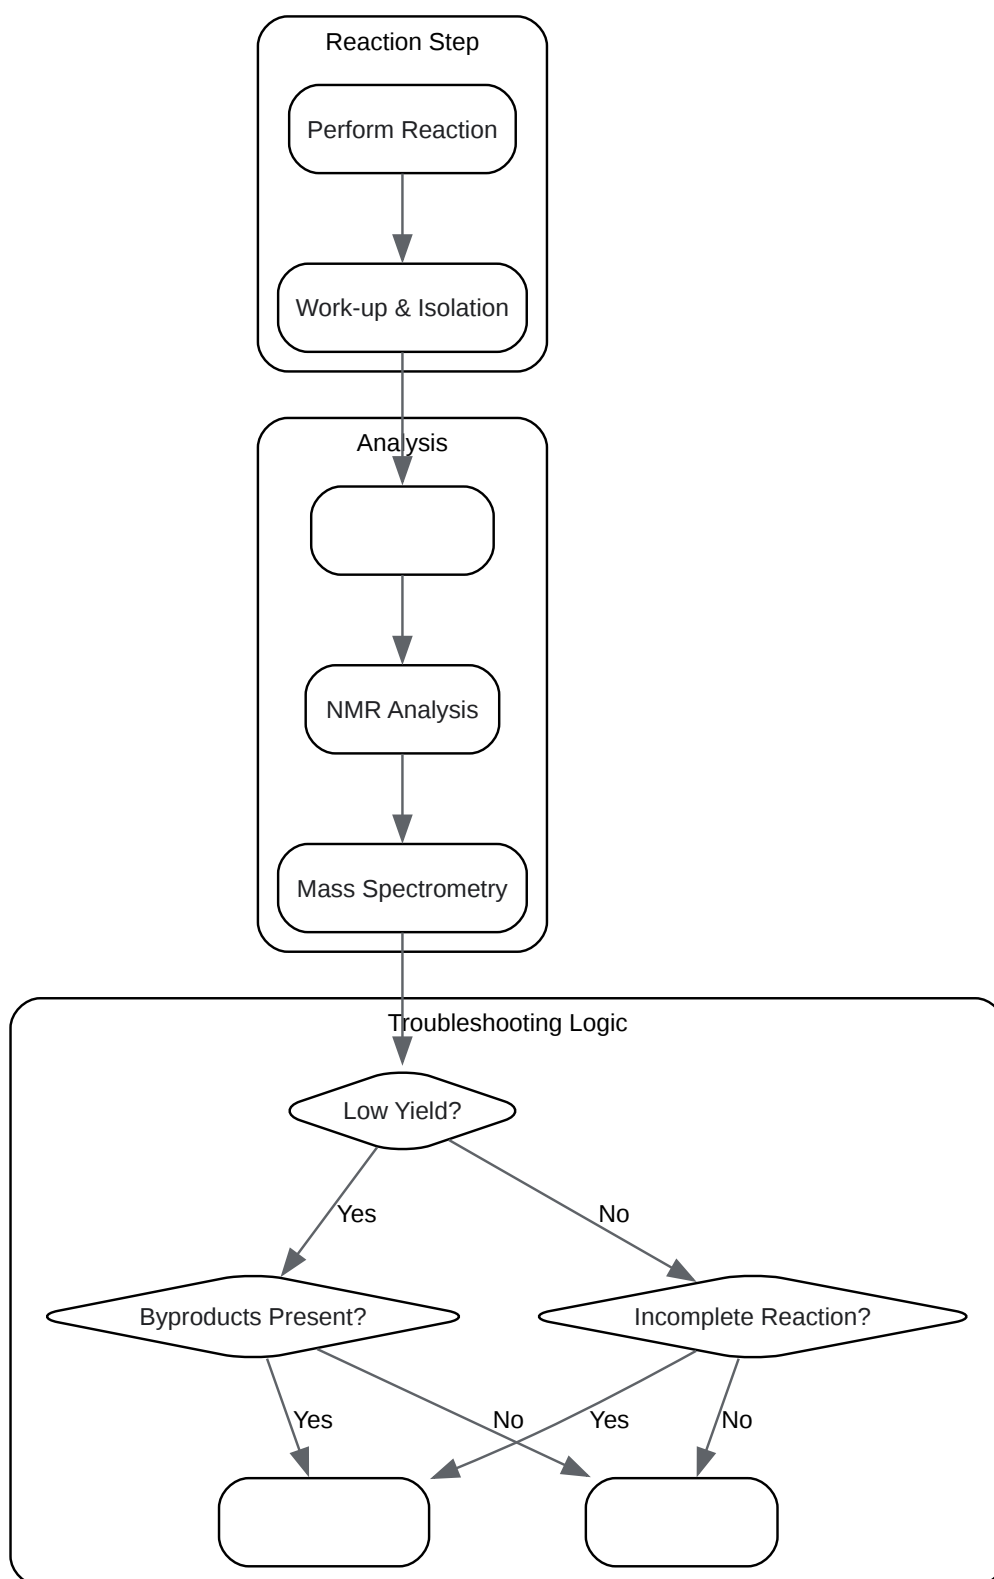 Reaction Step
Perform Reaction
Work-up & Isolation
Analysis
NMR Analysis
Mass Spectrometry
Troubleshooting Logic
Low Yield?
Yes
No
Byproducts Present?
Incomplete Reaction?
Yes
No
Yes
No